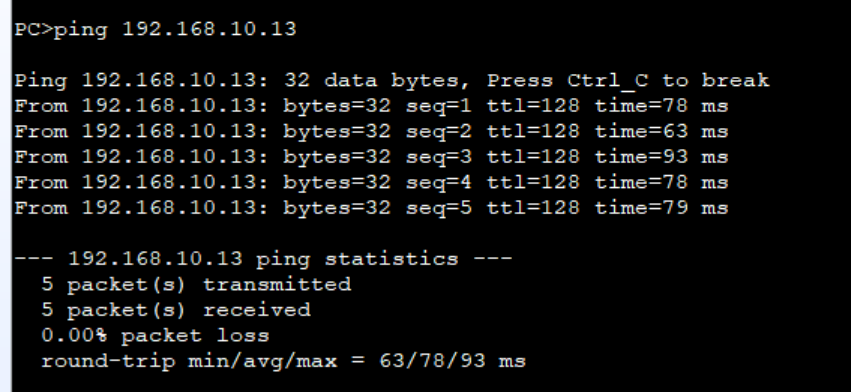 PC>ping 192.168.10.13
Ping 192.168.10.13: 32 data bytes, Press Ctrl_C to break
From 192.168.10.13: bytes=32 seq=1 ttl=128 time=78 ms
From 192.168.10.13: bytes=32 seq=2 ttl=128 time=63 ms
From 192.168.10.13: bytes=32 seq=3 ttl=128 time=93 ms
From 192.168.10.13: bytes=32 seq=4 ttl=128 time=78 ms
From 192.168.10.13: bytes=32 seq=5 ttl=128 time=79 ms
--- 192.168.10.13 ping statistics ---
5 packet(s) transmitted
5 packet(s) received
0.00% packet loss
round-trip min/avg/max = 63/78/93 ms